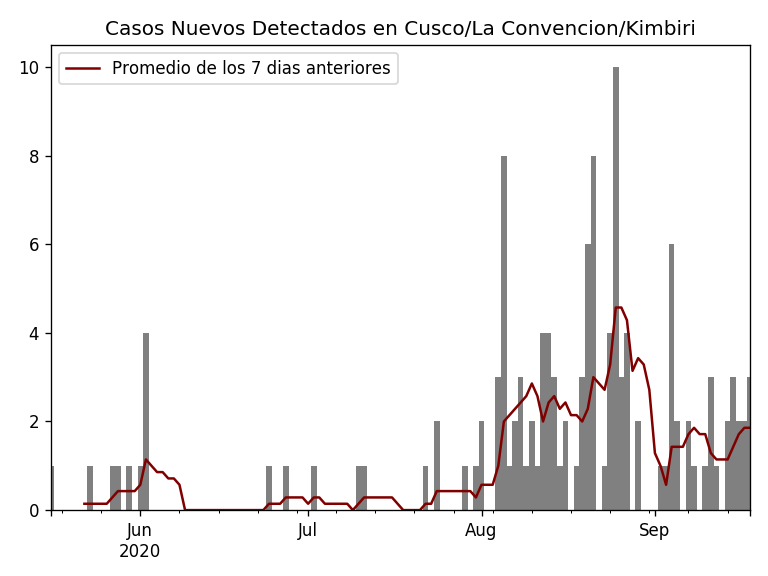 Casos Nuevos Detectados en Cusco/La Convencion/Kimbiri
Promedio de los 7 dias anteriores
10
8
6
4
2
0
Jun Jul Aug Sep
2020